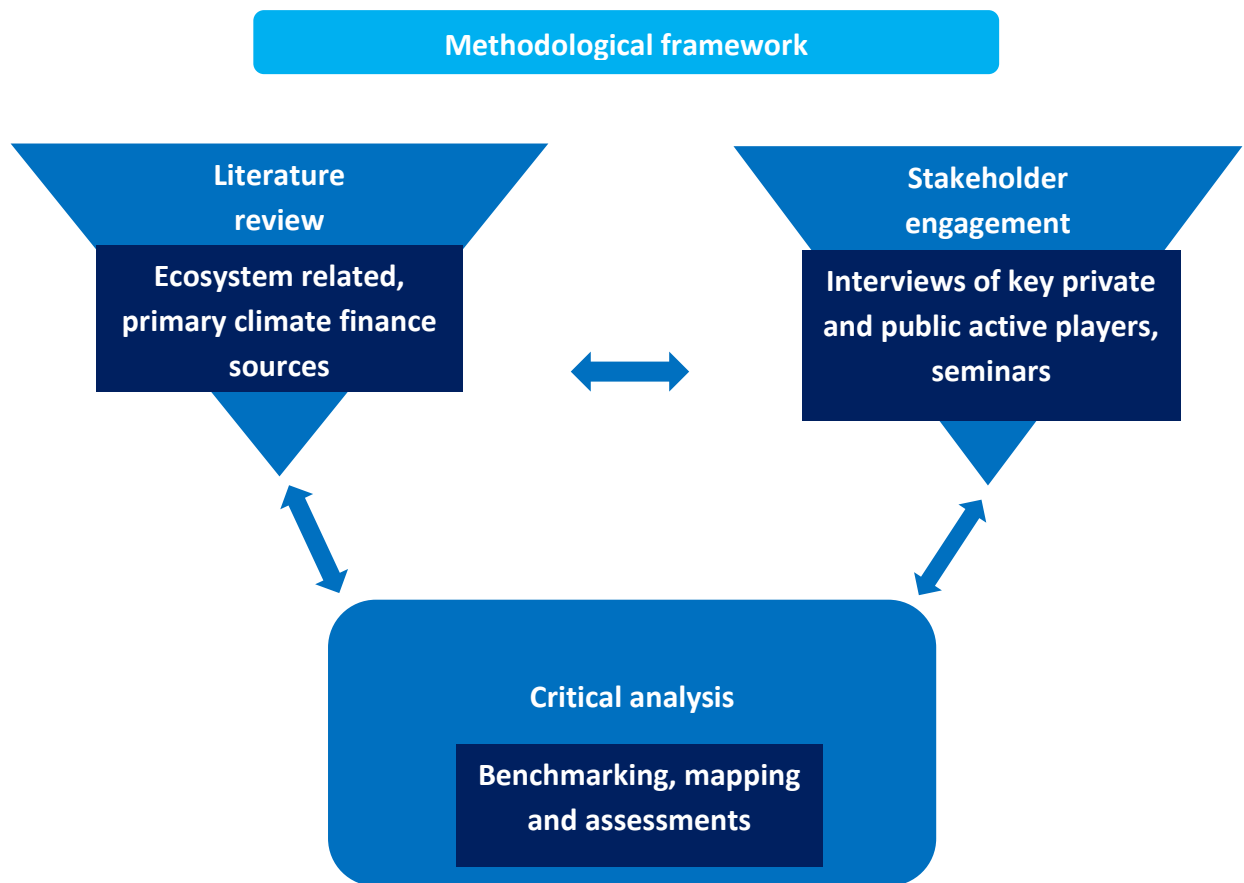 Methodological framework
Literature
review
Ecosystem related,
primary climate finance
sources
Stakeholder
engagement
Interviews of key private
and public active players,
seminars
Critical analysis
Benchmarking, mapping
and assessments